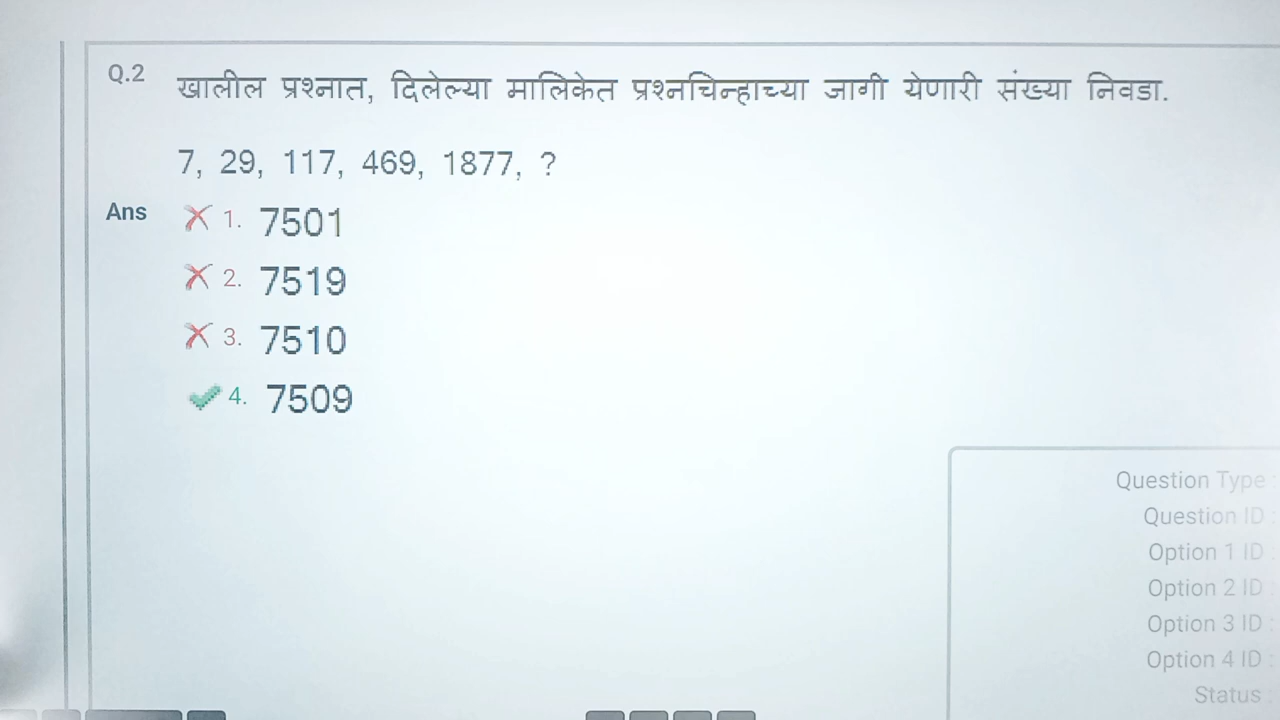 Q.2 खालील प्रश्नात, दिलेल्या मालिकेत प्रश्नचिन्हाच्या जागी येणारी संख्या निवडा.
7, 29, 117, 469, 1877, ?
Ans 1. 7501
2. 7519
3. 7510
4. 7509
Question Type :
Question ID :
Option 1 ID :
Option 2 ID :
Option 3 ID :
Option 4 ID :
Status :